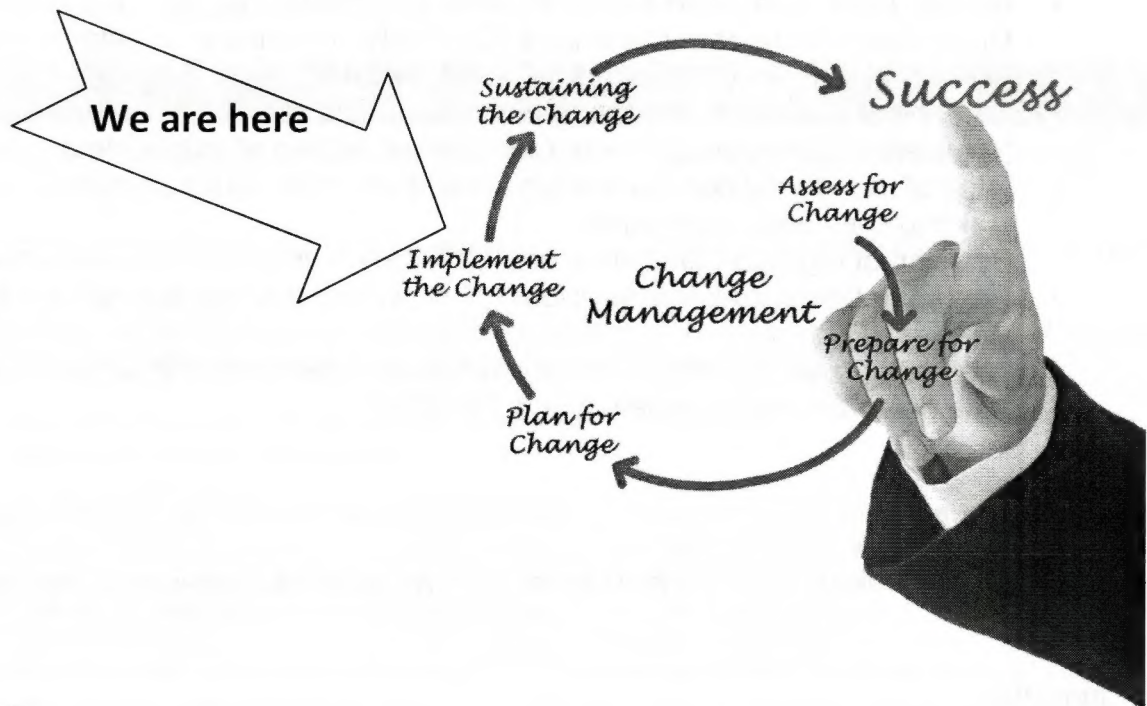 We are here
Sustaining
the Change
Success
Assess for
Change
Implement
the Change
Change
Management
Prepare for
Change
Plan for
Change